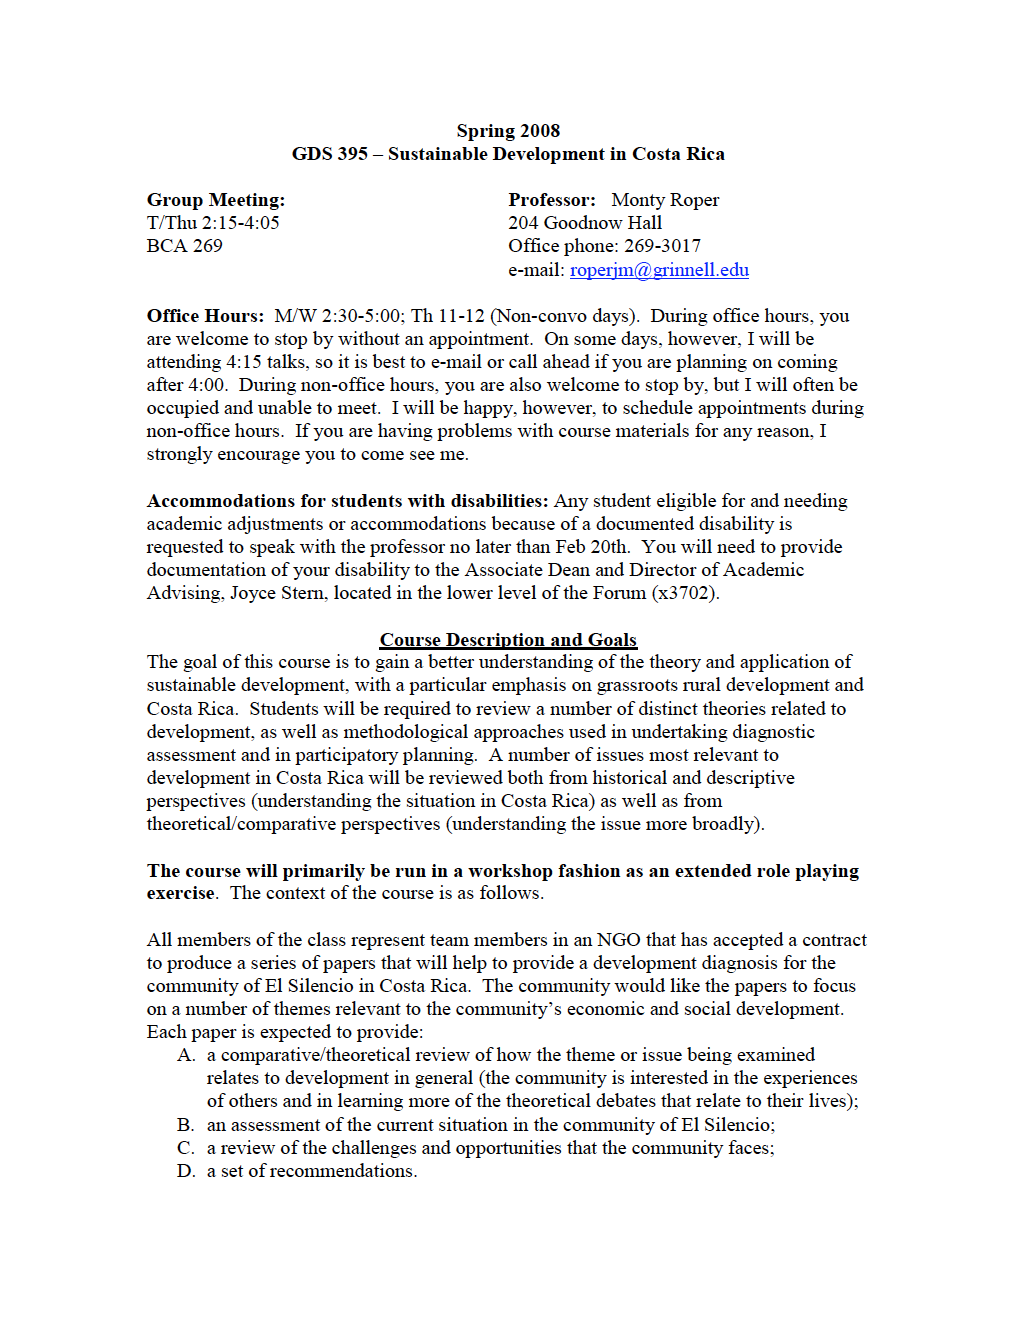 Spring 2008
GDS 395 – Sustainable Development in Costa Rica
Group Meeting:
T/Thu 2:15-4:05
BCA 269
Professor: Monty Roper
204 Goodnow Hall
Office phone: 269-3017
e-mail: roperjm@grinnell.edu
Office Hours: M/W 2:30-5:00; Th 11-12 (Non-convo days). During office hours, you
are welcome to stop by without an appointment. On some days, however, I will be
attending 4:15 talks, so it is best to e-mail or call ahead if you are planning on coming
after 4:00. During non-office hours, you are also welcome to stop by, but I will often be
occupied and unable to meet. I will be happy, however, to schedule appointments during
non-office hours. If you are having problems with course materials for any reason, I
strongly encourage you to come see me.
Accommodations for students with disabilities: Any student eligible for and needing
academic adjustments or accommodations because of a documented disability is
requested to speak with the professor no later than Feb 20th. You will need to provide
documentation of your disability to the Associate Dean and Director of Academic
Advising, Joyce Stern, located in the lower level of the Forum (x3702).
Course Description and Goals
The goal of this course is to gain a better understanding of the theory and application of
sustainable development, with a particular emphasis on grassroots rural development and
Costa Rica. Students will be required to review a number of distinct theories related to
development, as well as methodological approaches used in undertaking diagnostic
assessment and in participatory planning. A number of issues most relevant to
development in Costa Rica will be reviewed both from historical and descriptive
perspectives (understanding the situation in Costa Rica) as well as from
theoretical/comparative perspectives (understanding the issue more broadly).
The course will primarily be run in a workshop fashion as an extended role playing
exercise. The context of the course is as follows.
All members of the class represent team members in an NGO that has accepted a contract
to produce a series of papers that will help to provide a development diagnosis for the
community of El Silencio in Costa Rica. The community would like the papers to focus
on a number of themes relevant to the community's economic and social development.
Each paper is expected to provide:
A. a comparative/theoretical review of how the theme or issue being examined
relates to development in general (the community is interested in the experiences
of others and in learning more of the theoretical debates that relate to their lives);
B. an assessment of the current situation in the community of El Silencio;
C. a review of the challenges and opportunities that the community faces;
D. a set of recommendations.